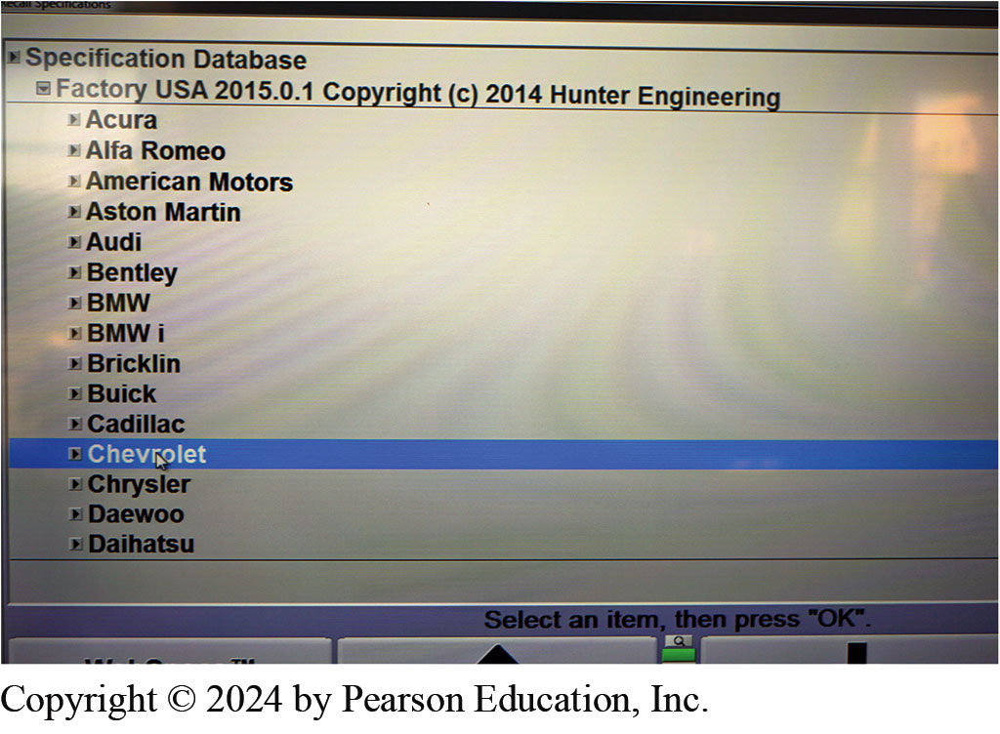 Recall Specifications
Specification Database
Factory USA 2015.0.1 Copyright (c) 2014 Hunter Engineering
Acura
Alfa Romeo
American Motors
Aston Martin
Audi
Bentley
BMW
BMW i
Bricklin
Buick
Cadillac
Chevrolet
Chrysler
Daewoo
Daihatsu
Select an item, then press "OK".
Copyright © 2024 by Pearson Education, Inc.